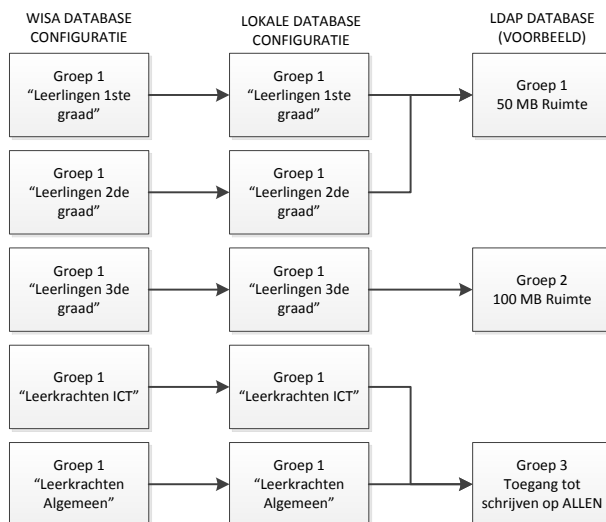 WISA DATABASE
CONFIGURATIE
LOKALE DATABASE
CONFIGURATIE
LDAP DATABASE
(VOORBEELD)
Groep 1
“Leerlingen 1ste
graad”
Groep 1
“Leerlingen 1ste
graad”
Groep 1
50 MB Ruimte
Groep 1
“Leerlingen 2de
graad”
Groep 1
“Leerlingen 2de
graad”
Groep 1
“Leerlingen 3de
graad”
Groep 1
“Leerlingen 3de
graad”
Groep 2
100 MB Ruimte
Groep 1
“Leerkrachten ICT”
Groep 1
“Leerkrachten ICT”
Groep 1
“Leerkrachten
Algemeen”
Groep 1
“Leerkrachten
Algemeen”
Groep 3
Toegang tot
schrijven op ALLEN